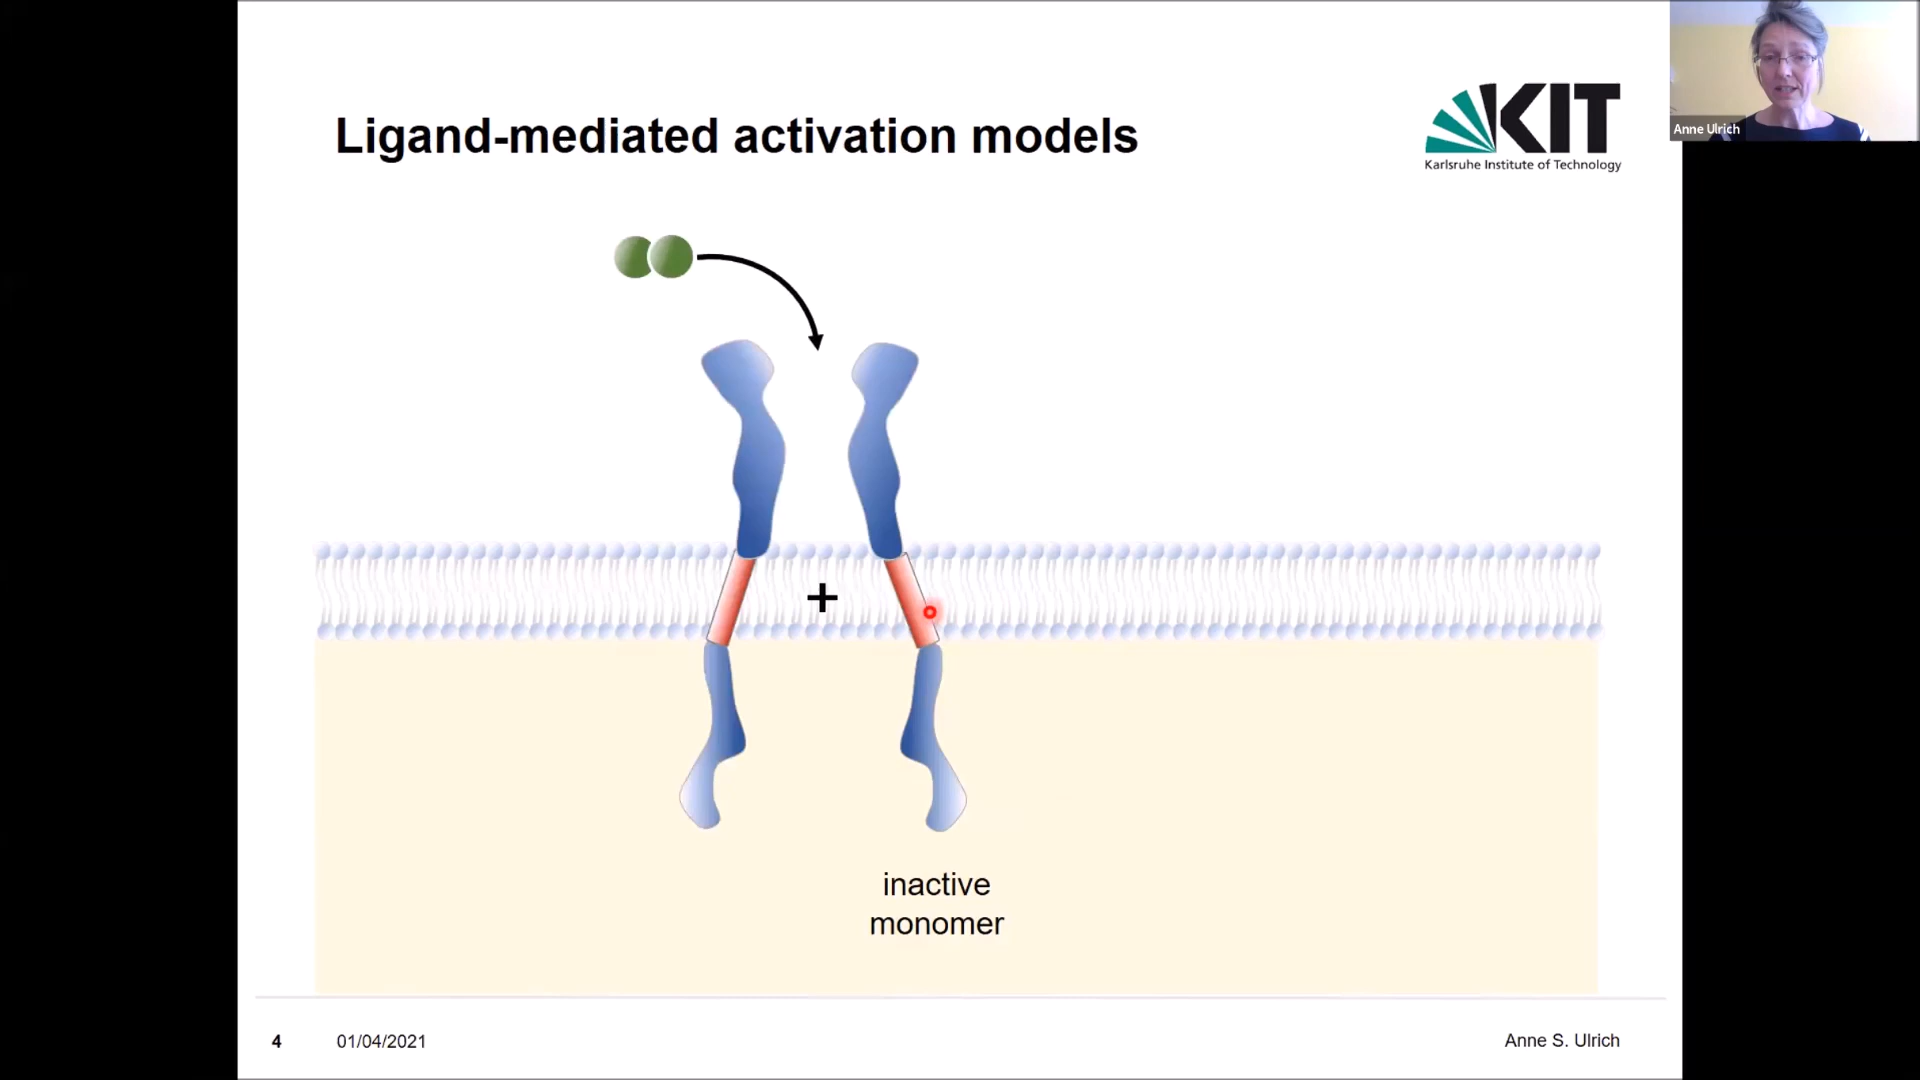 Ligand-mediated activation models
KIT
Karlsruhe Institute of Technology
Anne Ulrich
+
inactive
monomer
4
01/04/2021
Anne S. Ulrich